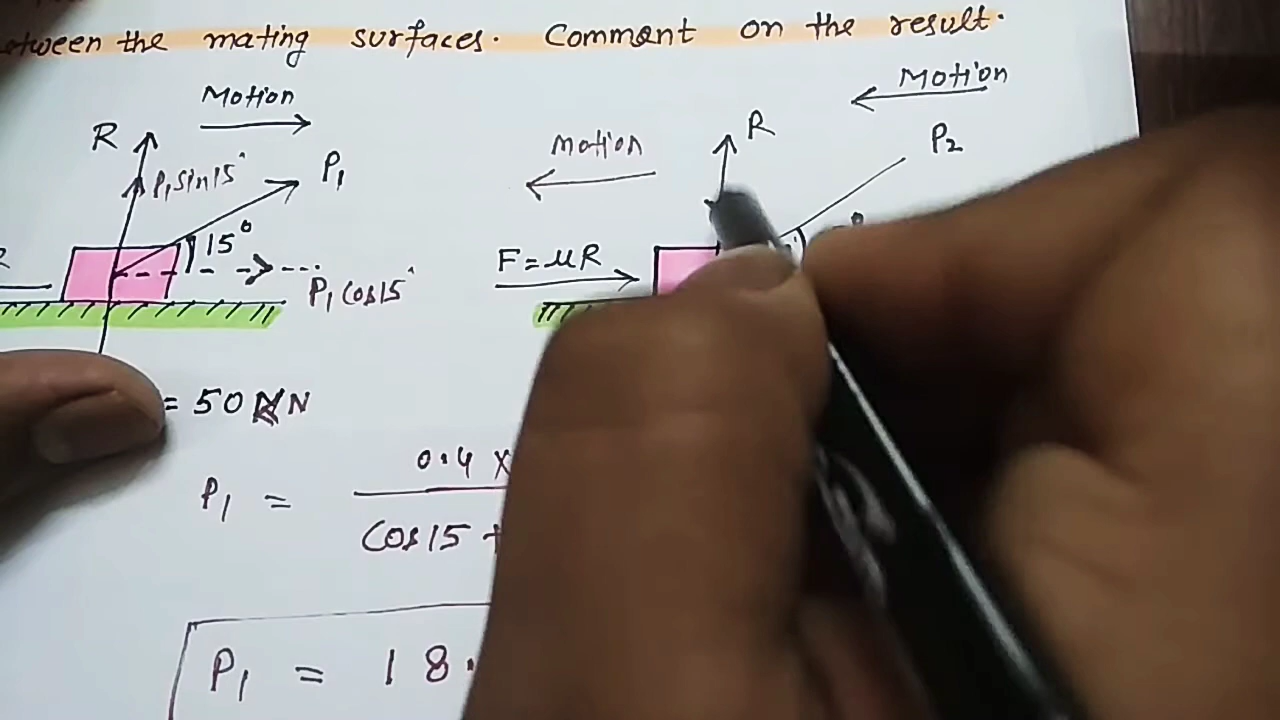 the mating surfaces. Comment on the result.
Motion
R
P₁ sin15°
P₁
15°
P₁ cos15°
Motion
Motion
R
P₂
F = μR
= 50 N
P₁ =
0.4 ×
Cos15 +
P₁ = 18.